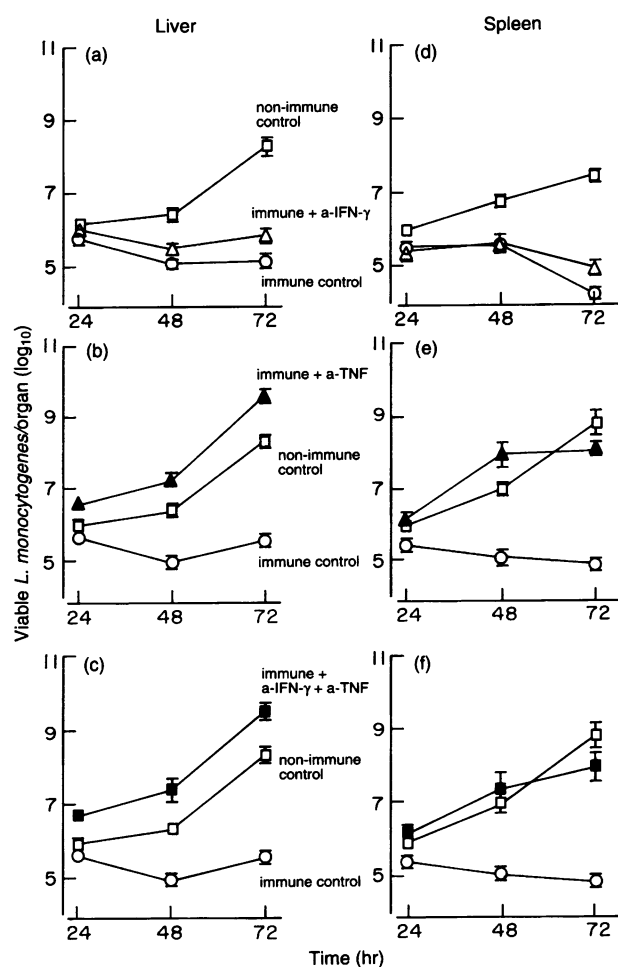 Liver
Spleen
Viable L. monocytogenes/organ (log10)
(a)
11
9
7
5
non-immune
control
immune + a-IFN-γ
immune control
24 48 72
(d)
11
9
7
5
24 48 72
(b)
11
9
7
5
immune + a-TNF
non-immune
control
immune control
24 48 72
(e)
11
9
7
5
24 48 72
(c)
11
9
7
5
immune +
a-IFN-γ + a-TNF
non-immune
control
immune control
24 48 72
(f)
11
9
7
5
24 48 72
Time (hr)